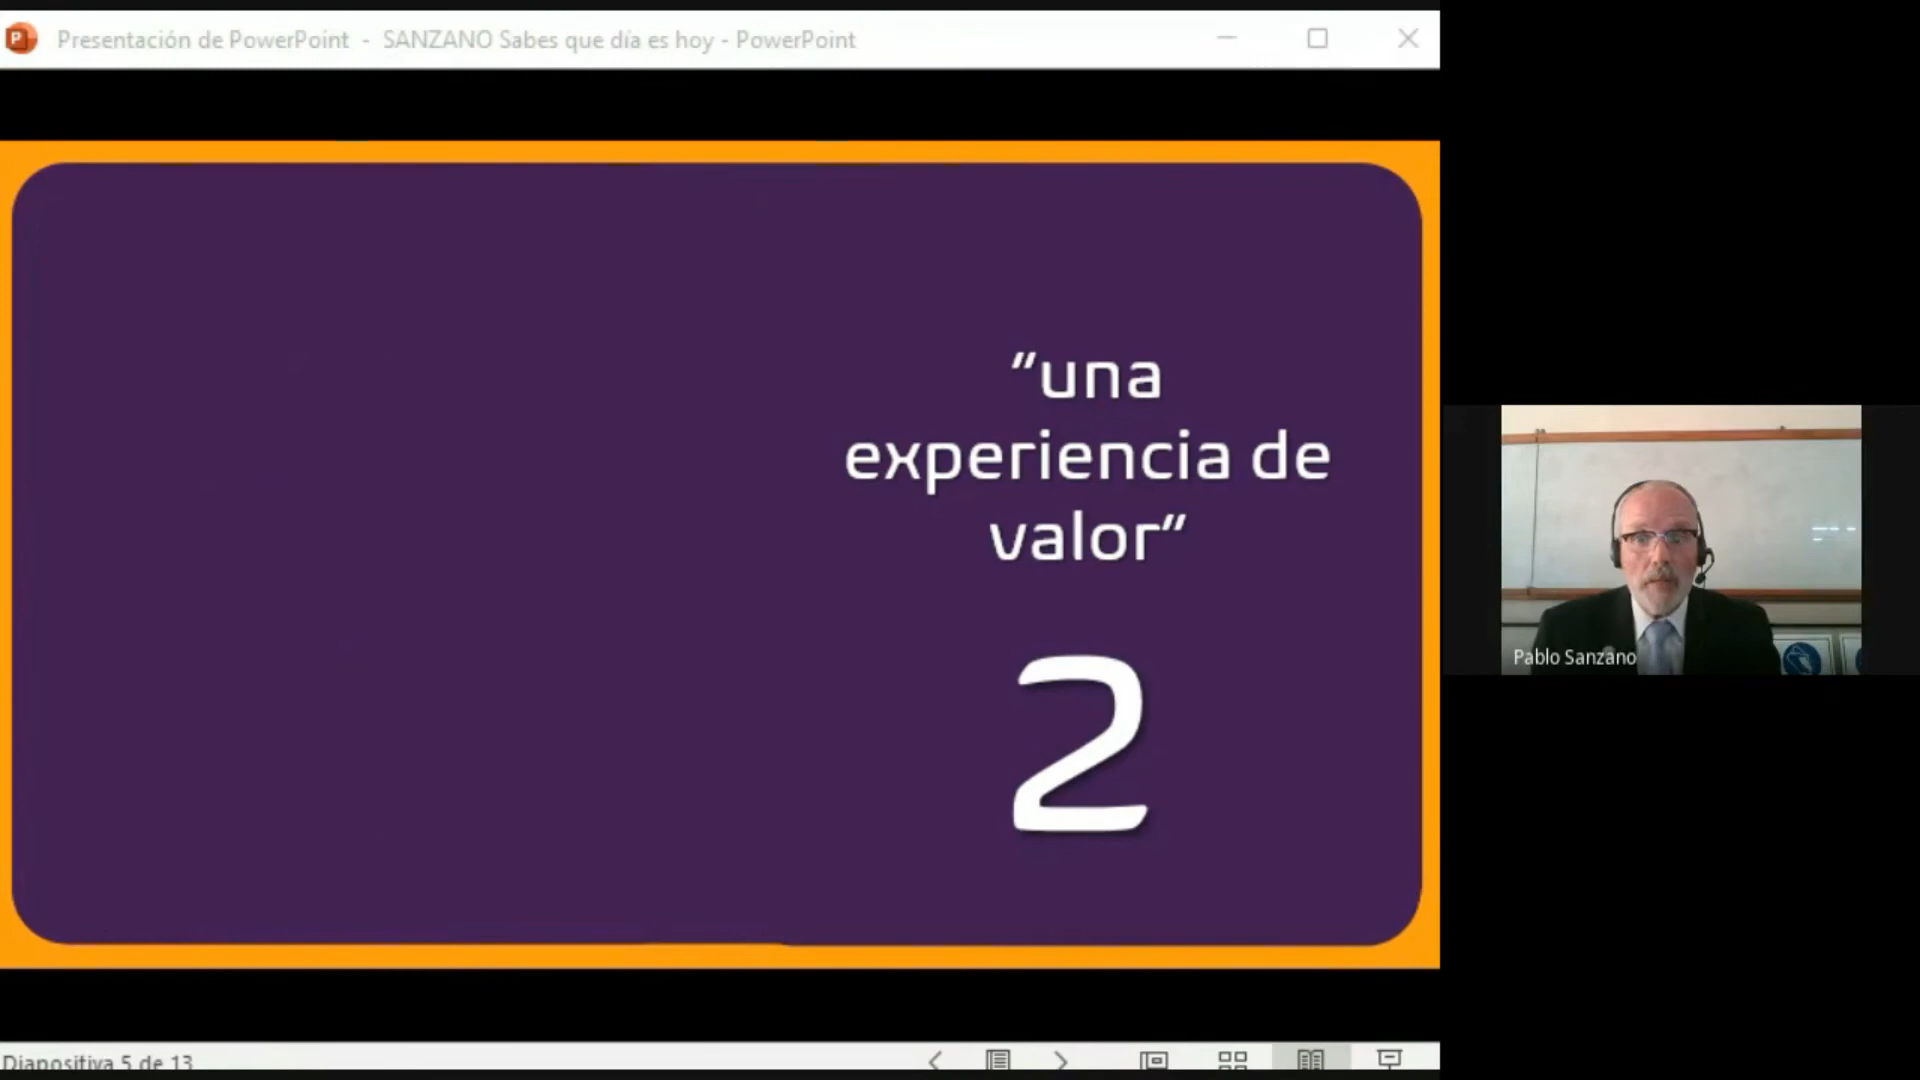 Presentación de PowerPoint - SANZANO Sabes que día es hoy - PowerPoint
"una
experiencia de
valor"
2
Pablo Sanzano
Diapositiva 5 de 13